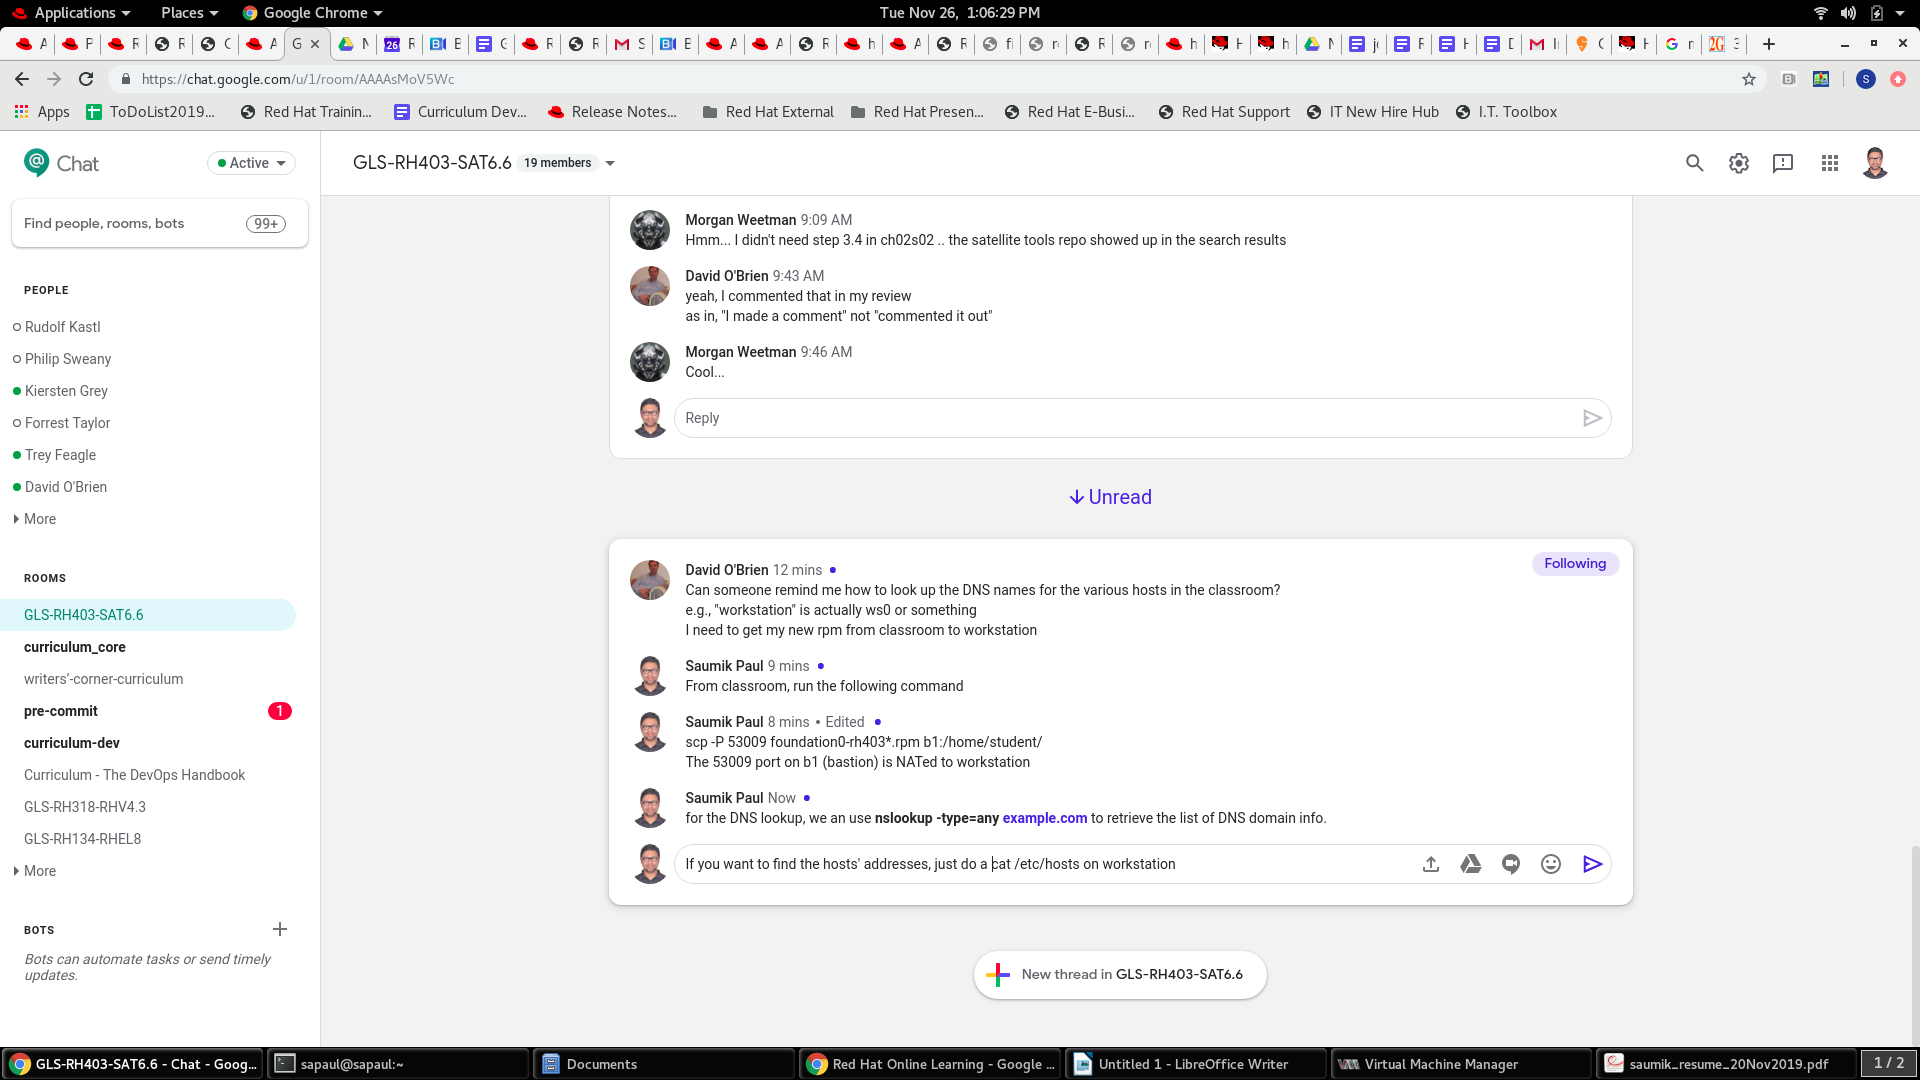 Applications Places Google Chrome Tue Nov 26, 1:06:29 PM
https://chat.google.com/u/1/room/AAAAsMoV5Wc
Apps ToDoList2019... Red Hat Trainin... Curriculum Dev... Release Notes... Red Hat External Red Hat Presen... Red Hat E-Busi... Red Hat Support IT New Hire Hub I.T. Toolbox
Chat Active
GLS-RH403-SAT6.6 19 members
Find people, rooms, bots 99+
PEOPLE
Rudolf Kastl
Philip Sweany
Kiersten Grey
Forrest Taylor
Trey Feagle
David O'Brien
More
ROOMS
GLS-RH403-SAT6.6
curriculum_core
writers'-corner-curriculum
pre-commit 1
curriculum-dev
Curriculum - The DevOps Handbook
GLS-RH318-RHV4.3
GLS-RH134-RHEL8
More
BOTS
Bots can automate tasks or send timely
updates.
Morgan Weetman 9:09 AM
Hmm... I didn't need step 3.4 in ch02s02 .. the satellite tools repo showed up in the search results
David O'Brien 9:43 AM
yeah, I commented that in my review
as in, "I made a comment" not "commented it out"
Morgan Weetman 9:46 AM
Cool...
Reply
Unread
Following
David O'Brien 12 mins
Can someone remind me how to look up the DNS names for the various hosts in the classroom?
e.g., "workstation" is actually ws0 or something
I need to get my new rpm from classroom to workstation
Saumik Paul 9 mins
From classroom, run the following command
Saumik Paul 8 mins • Edited
scp -P 53009 foundation0-rh403*.rpm b1:/home/student/
The 53009 port on b1 (bastion) is NATed to workstation
Saumik Paul Now
for the DNS lookup, we an use nslookup -type=any example.com to retrieve the list of DNS domain info.
If you want to find the hosts' addresses, just do a cat /etc/hosts on workstation
New thread in GLS-RH403-SAT6.6
GLS-RH403-SAT6.6 - Chat - Goog... sapaul@sapaul:~ Documents Red Hat Online Learning - Google ... Untitled 1 - LibreOffice Writer Virtual Machine Manager saumik_resume_20Nov2019.pdf 1 / 2